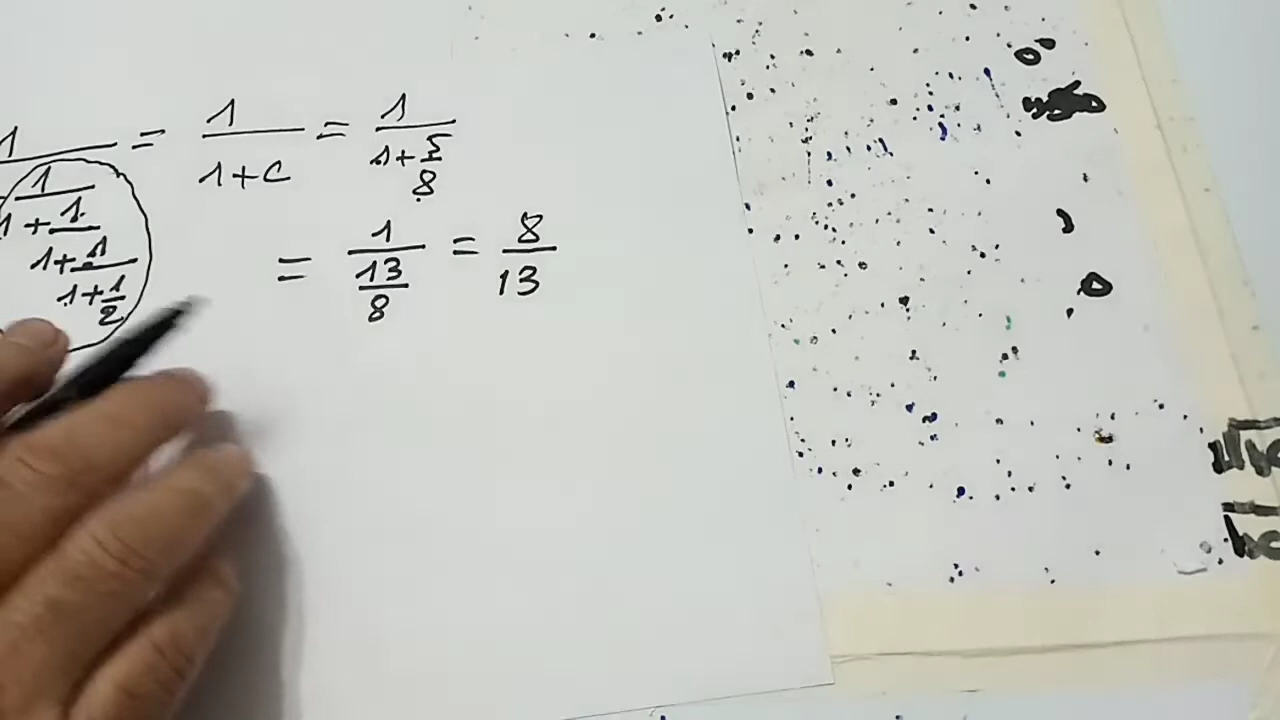 1/(1/(1+1/(1+1/(1+1/2)))) = 1/(1+C) = 1/(1+5/8)
= 1/(13/8) = 8/13